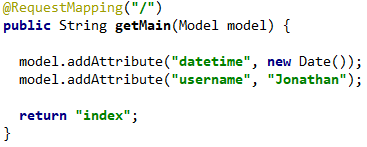 @RequestMapping("/")
public String getMain(Model model) {
model.addAttribute("datetime", new Date());
model.addAttribute("username", "Jonathan");
return "index";
}